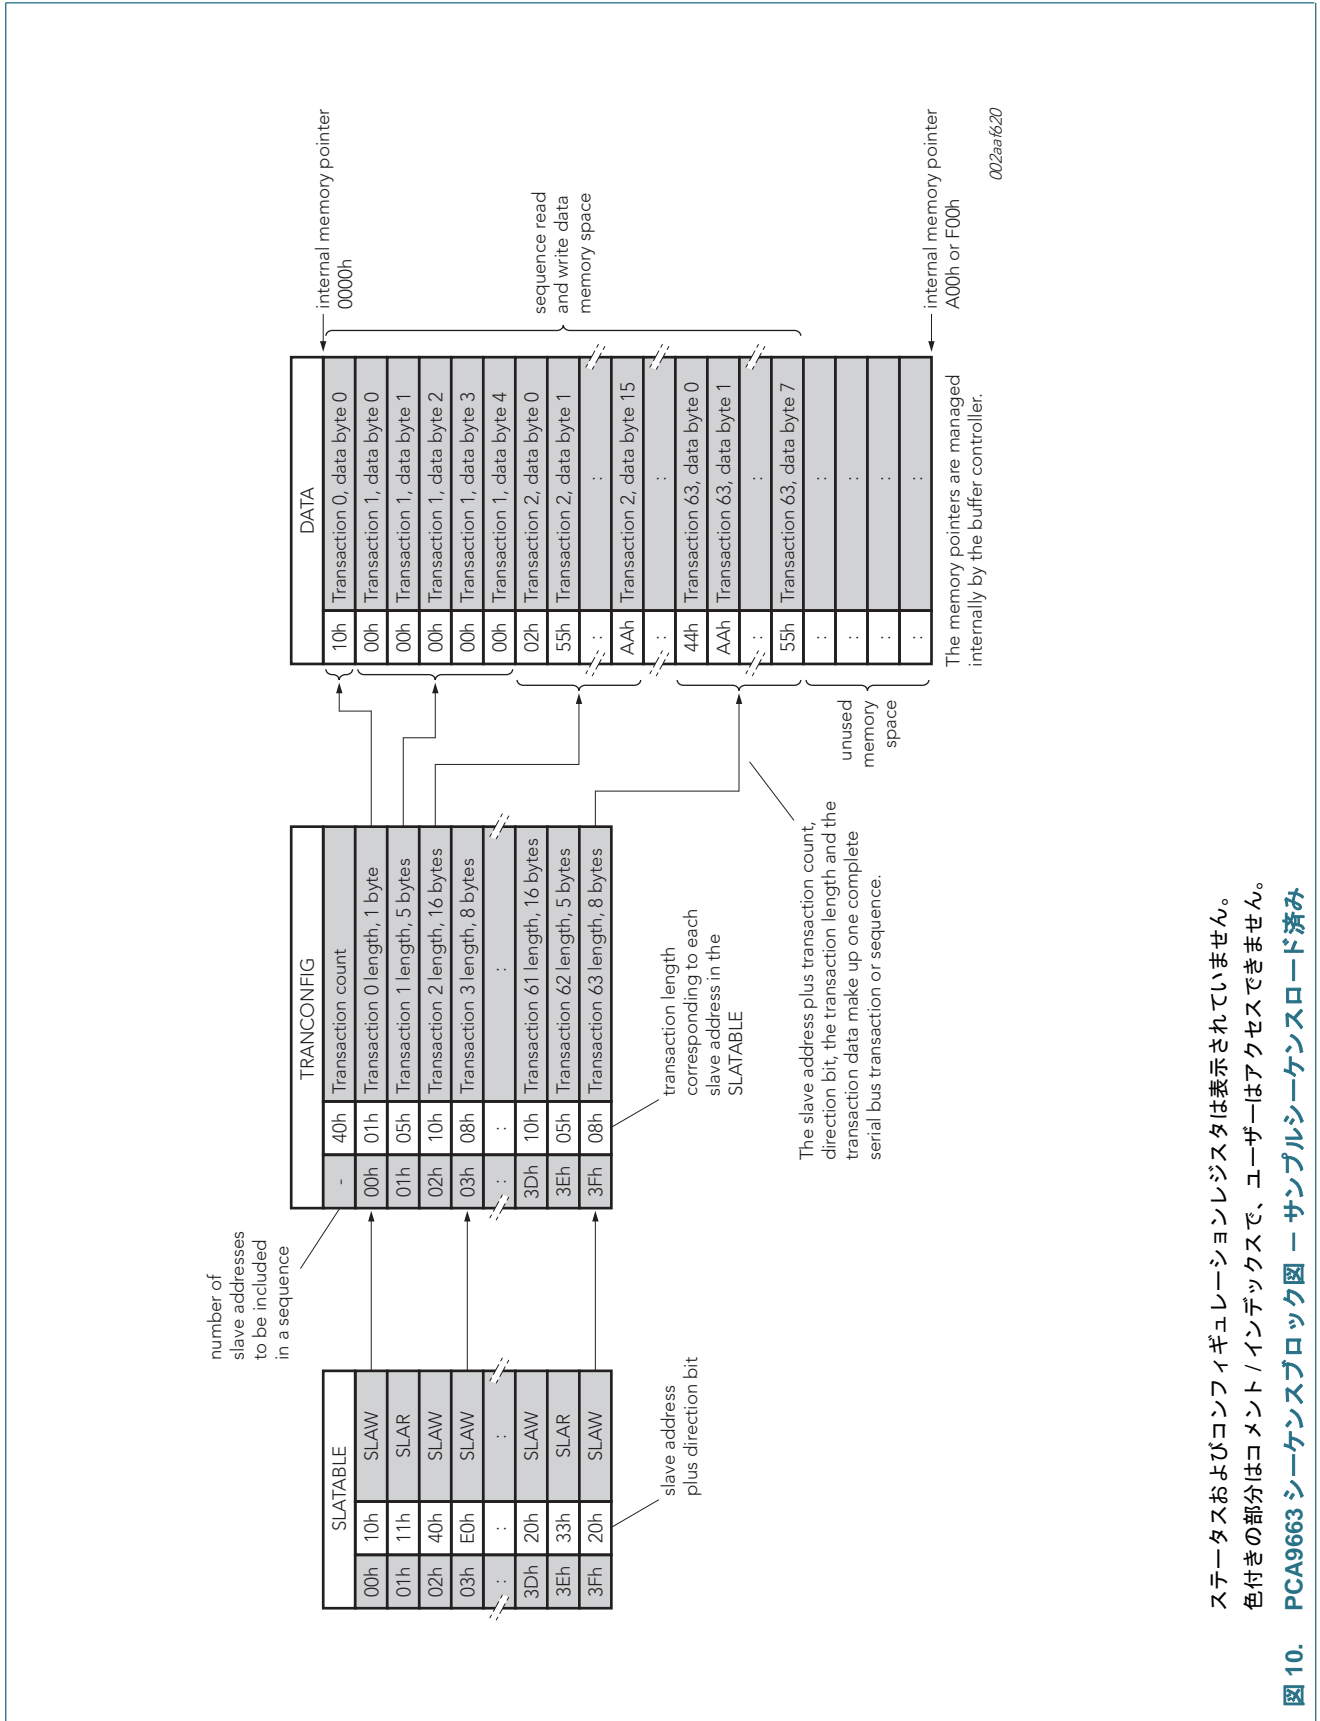 SLATABLE
00h 10h SLAW
01h 11h SLAR
02h 40h SLAW
03h E0h SLAW
: : :
3Dh 20h SLAW
3Eh 33h SLAR
3Fh 20h SLAW
slave address
plus direction bit
number of
slave addresses
to be included
in a sequence
TRANCONFIG
- 40h Transaction count
00h 01h Transaction 0 length, 1 byte
01h 05h Transaction 1 length, 5 bytes
02h 10h Transaction 2 length, 16 bytes
03h 08h Transaction 3 length, 8 bytes
: : :
3Dh 10h Transaction 61 length, 16 bytes
3Eh 05h Transaction 62 length, 5 bytes
3Fh 08h Transaction 63 length, 8 bytes
transaction length
corresponding to each
slave address in the
SLATABLE
The slave address plus transaction count,
direction bit, the transaction length and the
transaction data make up one complete
serial bus transaction or sequence.
DATA
10h Transaction 0, data byte 0
00h Transaction 1, data byte 0
00h Transaction 1, data byte 1
00h Transaction 1, data byte 2
00h Transaction 1, data byte 3
00h Transaction 1, data byte 4
02h Transaction 2, data byte 0
55h Transaction 2, data byte 1
: :
AAh Transaction 2, data byte 15
: :
44h Transaction 63, data byte 0
AAh Transaction 63, data byte 1
: :
55h Transaction 63, data byte 7
: :
: :
: :
: :
unused
memory
space
The memory pointers are managed
internally by the buffer controller.
internal memory pointer
0000h
sequence read
and write data
memory space
internal memory pointer
A00h or F00h
002aaf620
ステータスおよびコンフィギュレーションレジスタは表示されていません。
色付きの部分はコメント / インデックスで、ユーザーはアクセスできません。
図 10. PCA9663 シーケンスブロック図 － サンプルシーケンスロード済み